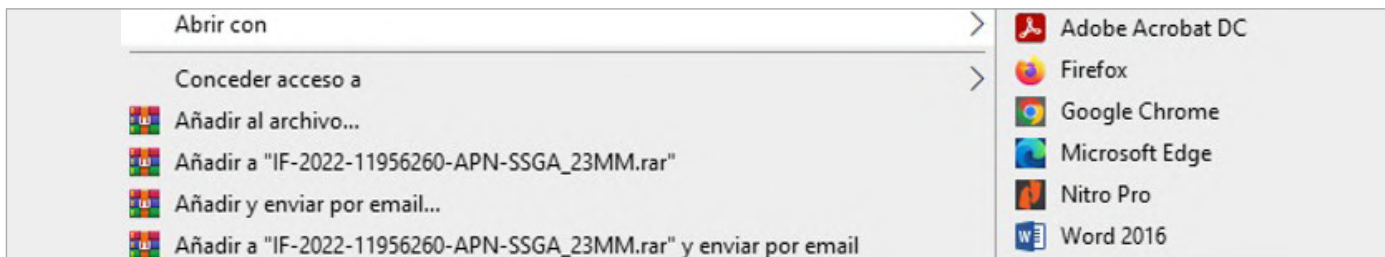 Abrir con
Conceder acceso a
Añadir al archivo...
Añadir a "IF-2022-11956260-APN-SSGA_23MM.rar"
Añadir y enviar por email...
Añadir a "IF-2022-11956260-APN-SSGA_23MM.rar" y enviar por email
Adobe Acrobat DC
Firefox
Google Chrome
Microsoft Edge
Nitro Pro
Word 2016